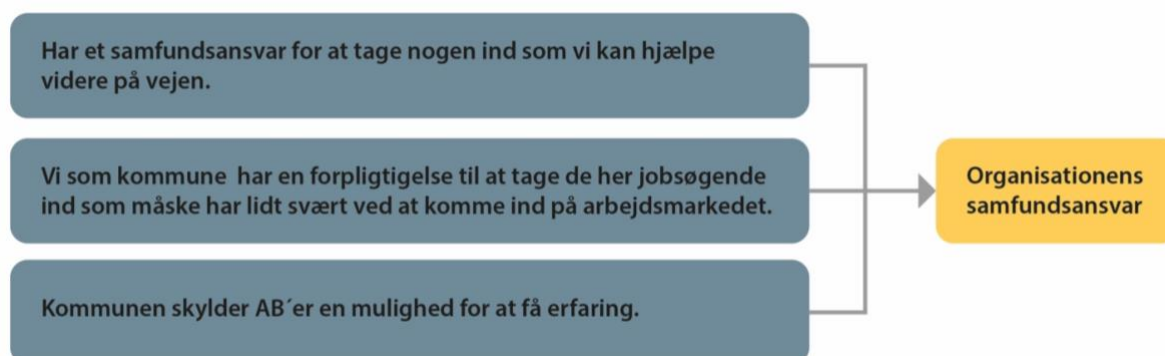 Har et samfundsansvar for at tage nogen ind som vi kan hjælpe
videre på vejen.
Vi som kommune  har en forpligtigelse til at tage de her jobsøgende
ind som måske har lidt svært ved at komme ind på arbejdsmarkedet.
Kommunen skylder AB´er en mulighed for at få erfaring.
Organisationens
samfundsansvar